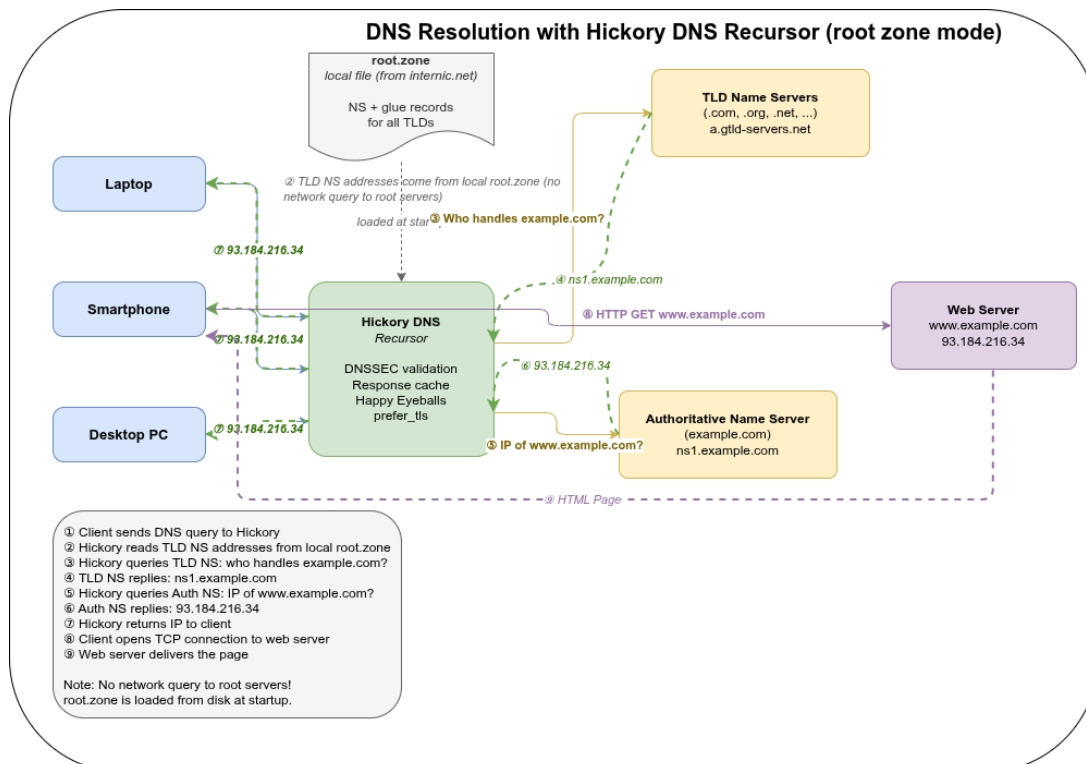 DNS Resolution with Hickory DNS Recursor (root zone mode)
root.zone
local file (from internic.net)
NS + glue records
for all TLDs
TLD Name Servers
(.com, .org, .net, ...)
a.gtld-servers.net
Laptop
② TLD NS addresses come from local root.zone (no
network query to root servers)
loaded at star
③ Who handles example.com?
⑦ 93.184.216.34
④ ns1.example.com
Smartphone
Hickory DNS
Recursor
DNSSEC validation
Response cache
Happy Eyeballs
prefer_tls
⑧ HTTP GET www.example.com
Web Server
www.example.com
93.184.216.34
⑦ 93.184.216.34
⑥ 93.184.216.34
Desktop PC
⑦ 93.184.216.34
⑤ IP of www.example.com?
Authoritative Name Server
(example.com)
ns1.example.com
⑨ HTML Page
① Client sends DNS query to Hickory
② Hickory reads TLD NS addresses from local root.zone
③ Hickory queries TLD NS: who handles example.com?
④ TLD NS replies: ns1.example.com
⑤ Hickory queries Auth NS: IP of www.example.com?
⑥ Auth NS replies: 93.184.216.34
⑦ Hickory returns IP to client
⑧ Client opens TCP connection to web server
⑨ Web server delivers the page
Note: No network query to root servers!
root.zone is loaded from disk at startup.